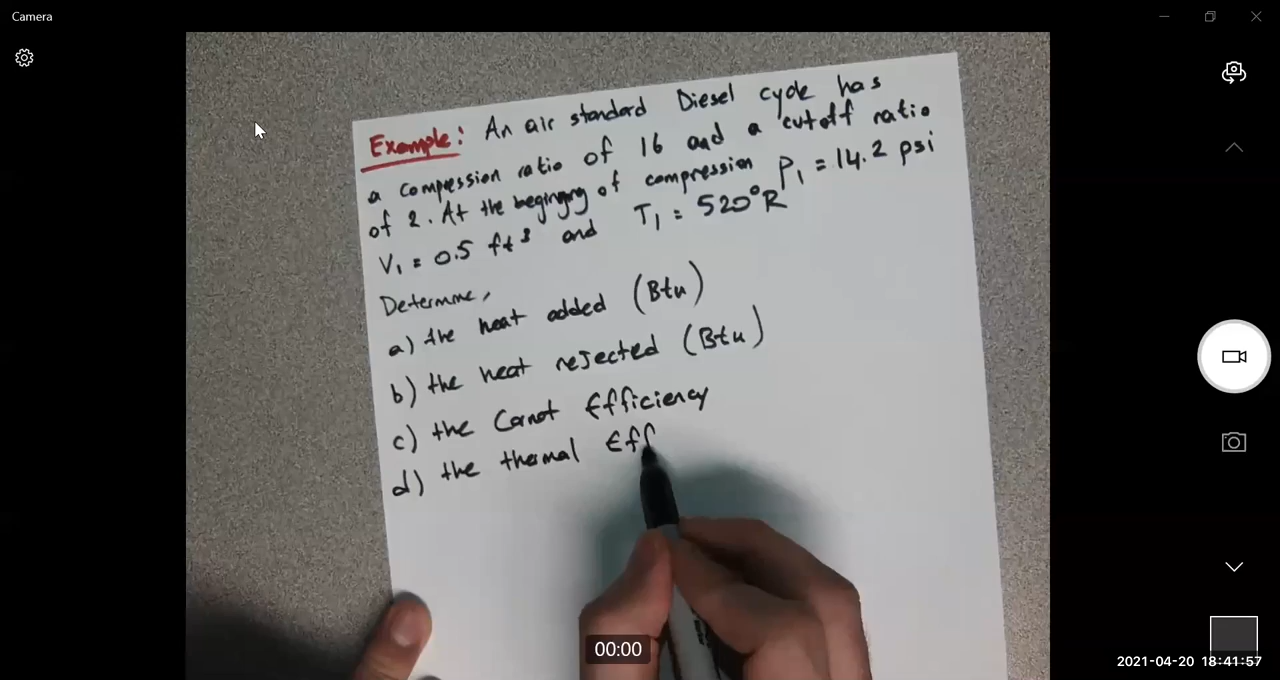 Camera
Example: An air standard Diesel cycle has
a compession ratio of 16 and a cutoff ratio
of 2. At the beginging of compression P1 = 14.2 psi
V1 = 0.5 ft3 and T1 = 520°R
Determine,
a) the heat added (Btu)
b) the heat rejected (Btu)
c) the Carnot Efficiency
d) the thermal Eff
00:00
2021-04-20 18:41:57